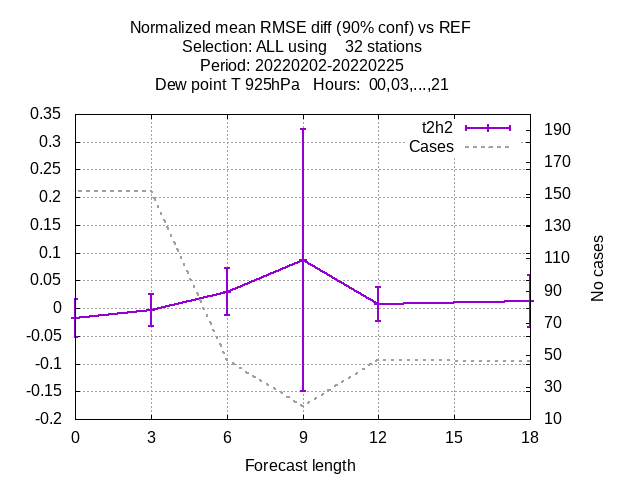 Normalized mean RMSE diff (90% conf) vs REF
Selection: ALL using    32 stations
Period: 20220202-20220225
Dew point T 925hPa   Hours:  00,03,...,21
t2h2
Cases
0.35
0.3
0.25
0.2
0.15
0.1
0.05
0
-0.05
-0.1
-0.15
-0.2
190
170
150
130
110
90
70
50
30
10
No cases
0 3 6 9 12 15 18
Forecast length